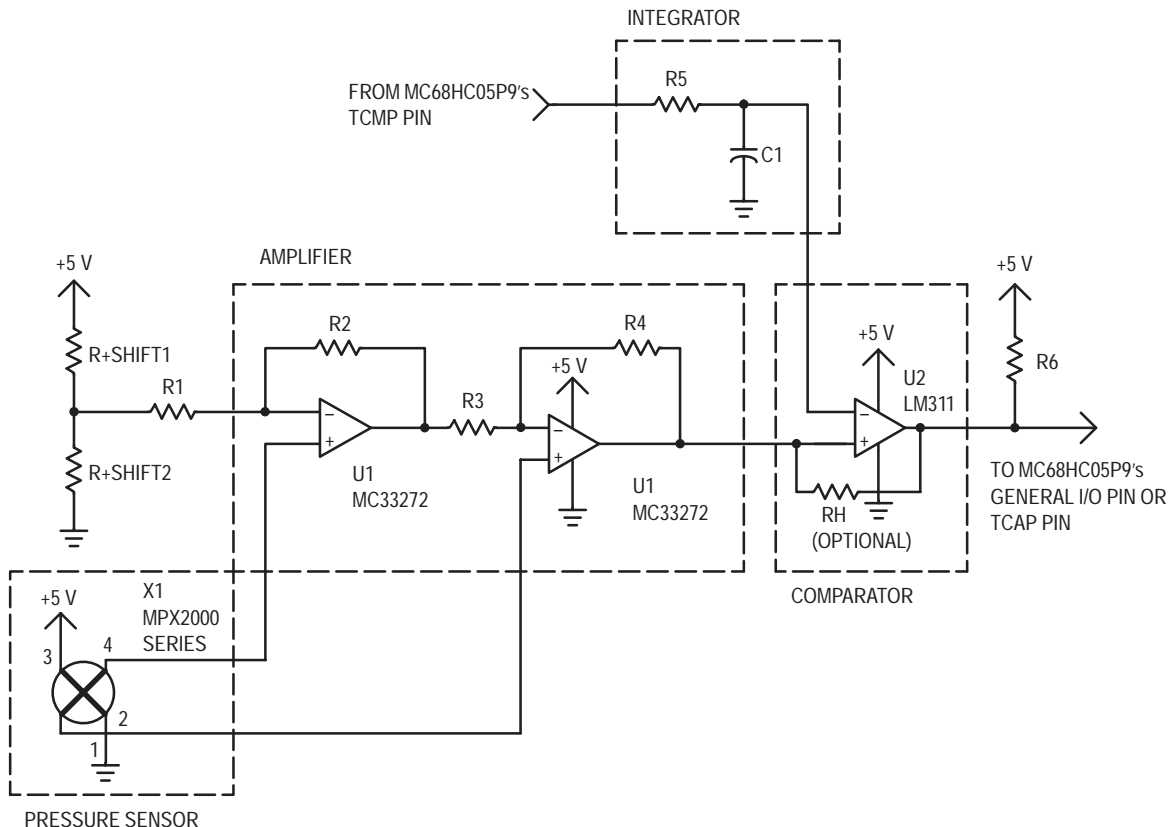 INTEGRATOR
FROM MC68HC05P9's
TCMP PIN
R5
C1
+5 V
R+SHIFT1
R+SHIFT2
R1
AMPLIFIER
R2
–
+
U1
MC33272
R3
R4
+5 V
–
+
U1
MC33272
+5 V
–
+
U2
LM311
RH
(OPTIONAL)
COMPARATOR
+5 V
R6
TO MC68HC05P9's
GENERAL I/O PIN OR
TCAP PIN
X1
MPX2000
SERIES
+5 V
3
4
2
1
PRESSURE SENSOR